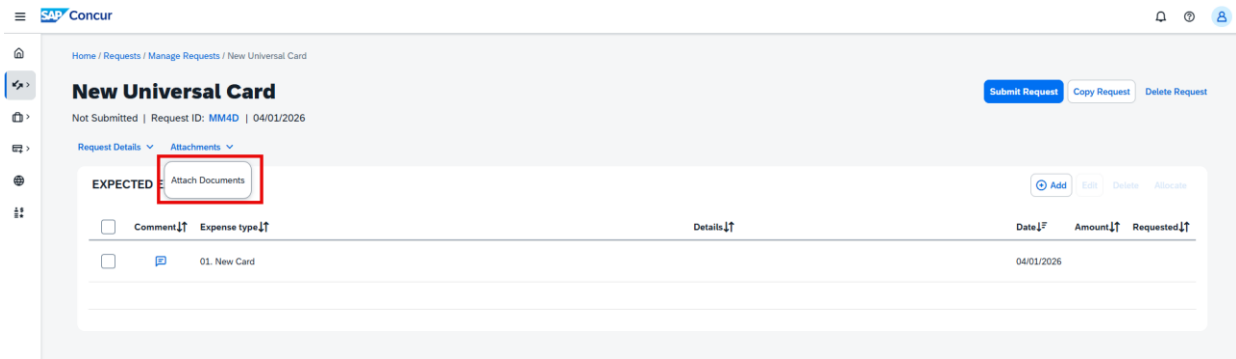 SAP Concur
Home / Requests / Manage Requests / New Universal Card
New Universal Card
Submit Request Copy Request Delete Request
Not Submitted | Request ID: MM4D | 04/01/2026
Request Details Attachments
Attach Documents
EXPECTED E
Add Edit Delete Allocate
Comment Expense type Details Date Amount Requested
01. New Card 04/01/2026